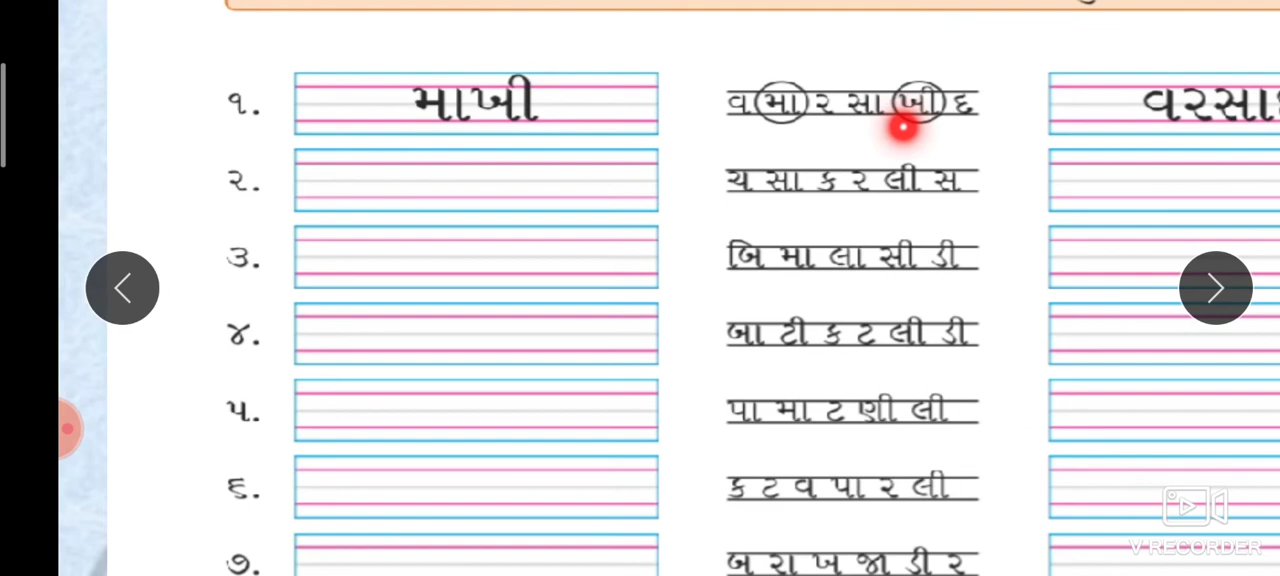 ૧. માખી વ મા ર સા ખી દ વરસાદ
૨. ચ સા ક ર લી સ
૩. બિ મા લા સી ડી
૪. બા ટી ક ટ લી ડી
૫. પા મા ટ ણી લી
૬. ક ટ વ પા ર લી
V RECORDER
૭. બ રા ખ જા ડી ર